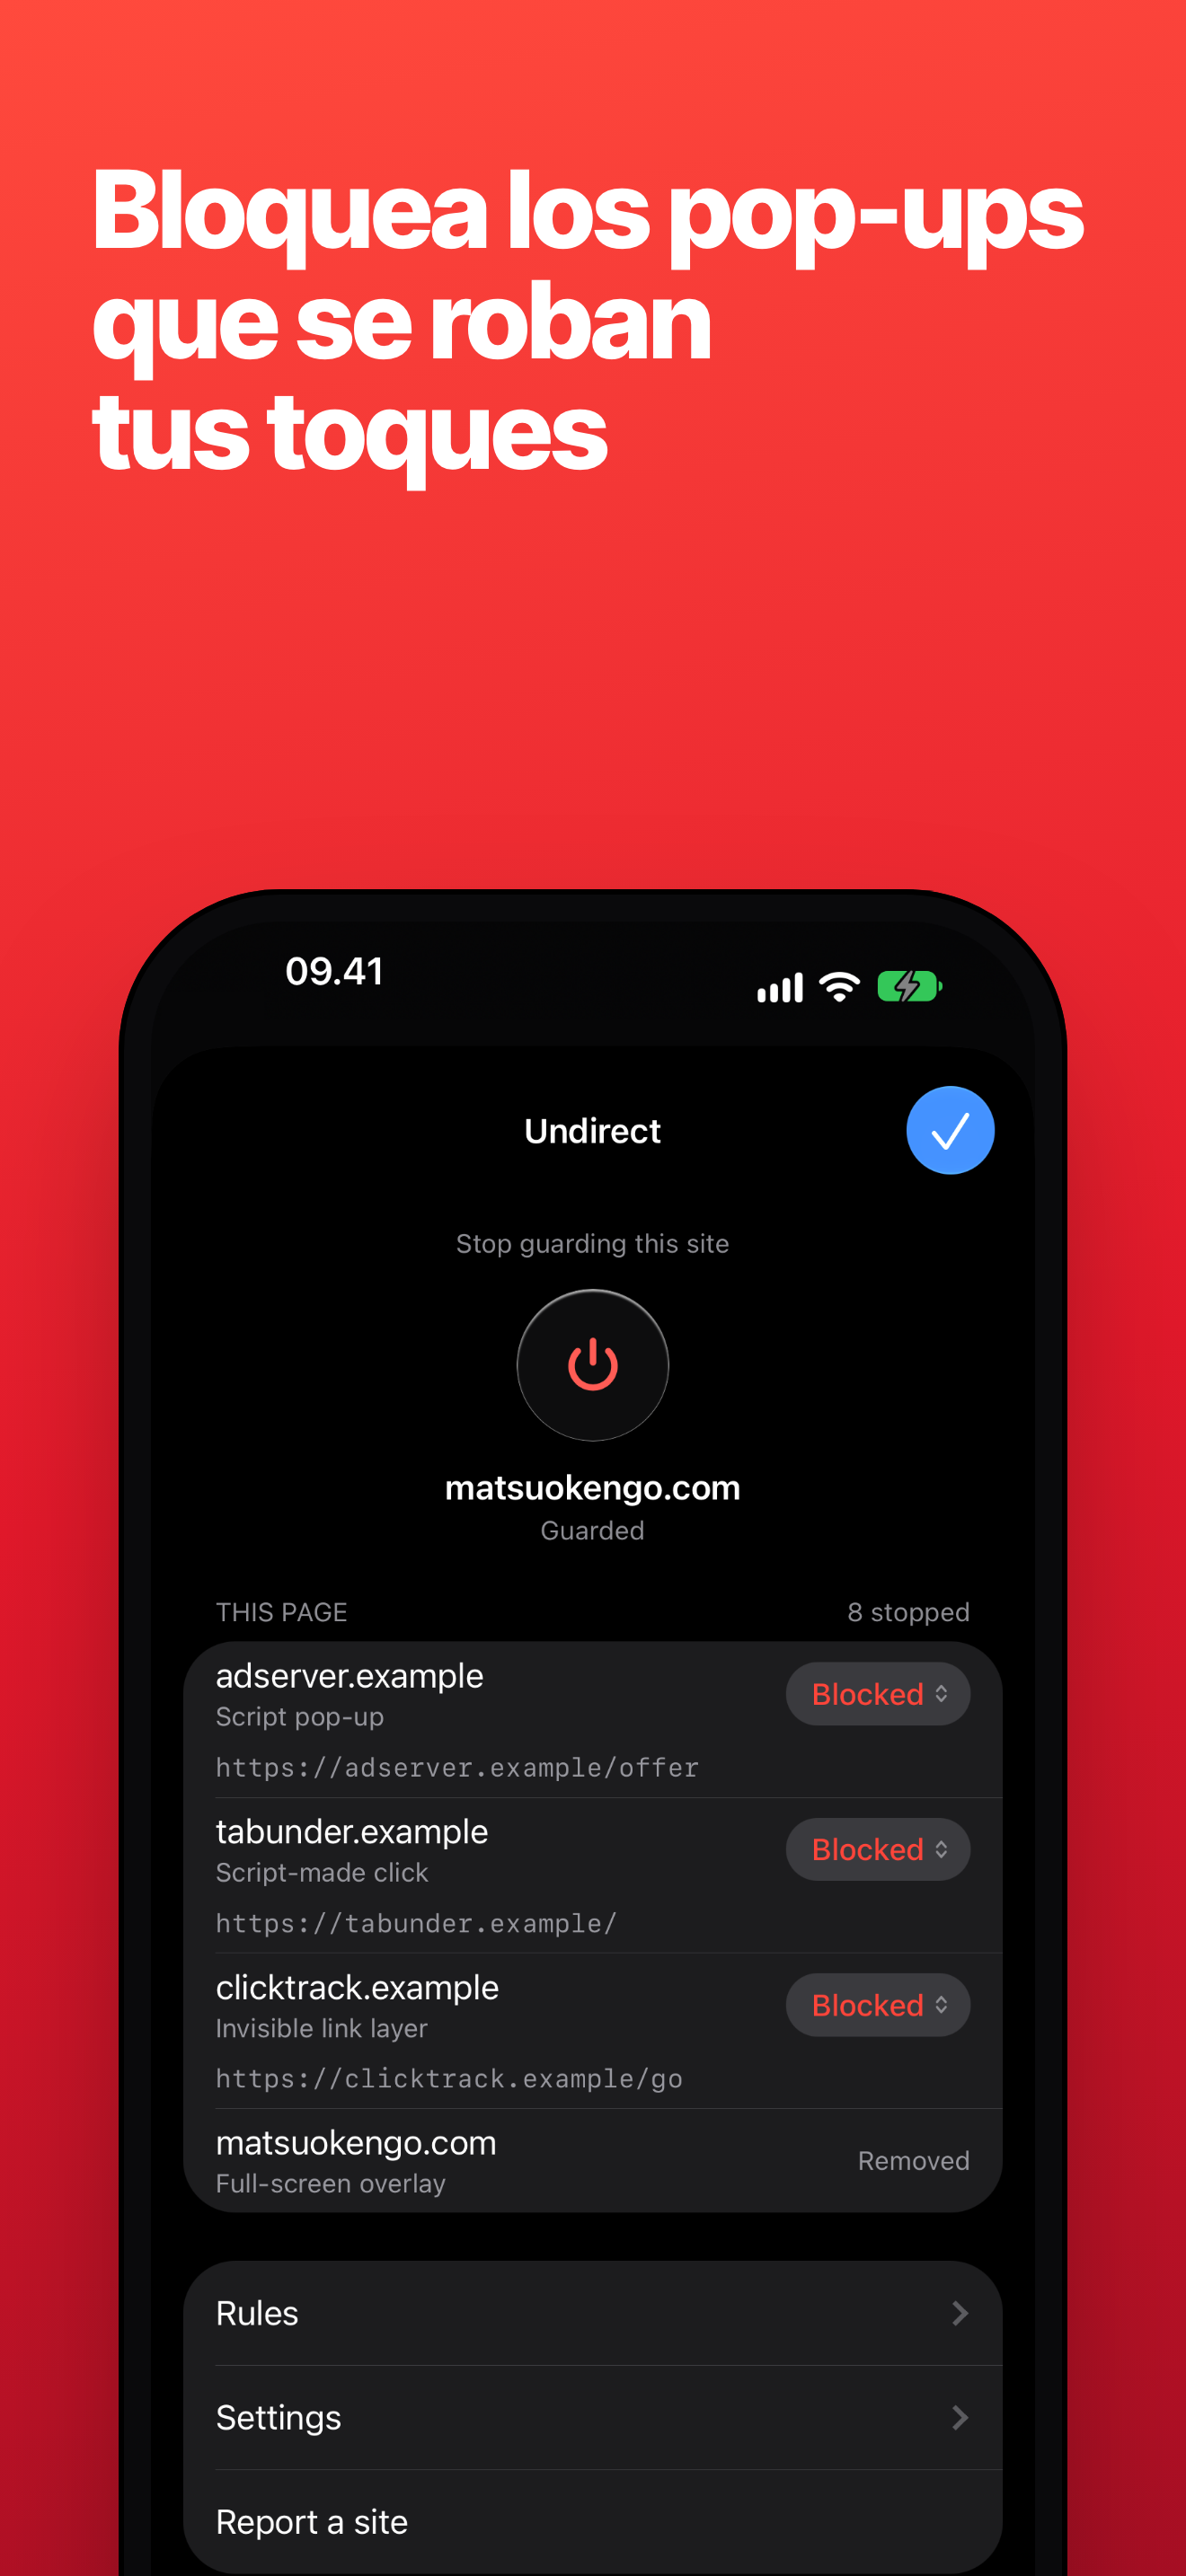 Bloquea los pop-ups
que se roban
tus toques
09.41
Undirect
Stop guarding this site
matsuokengo.com
Guarded
THIS PAGE 8 stopped
adserver.example Blocked
Script pop-up
https://adserver.example/offer
tabunder.example Blocked
Script-made click
https://tabunder.example/
clicktrack.example Blocked
Invisible link layer
https://clicktrack.example/go
matsuokengo.com Removed
Full-screen overlay
Rules
Settings
Report a site